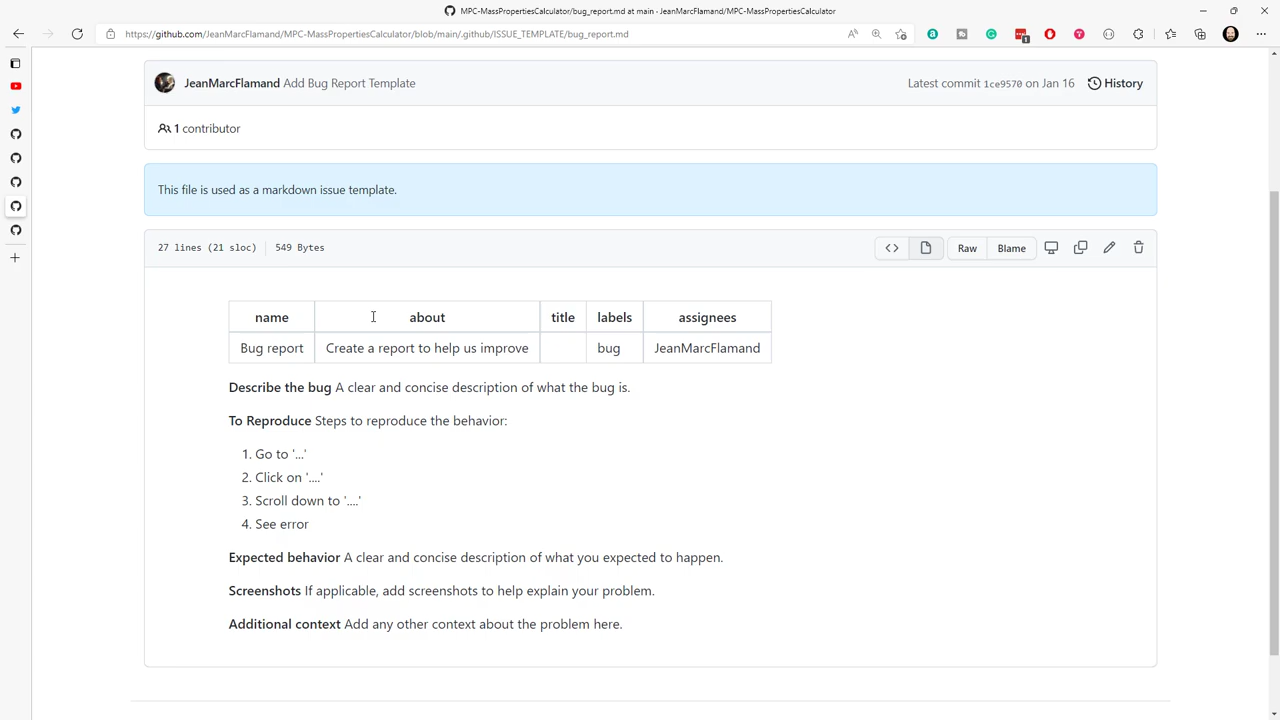 MPC-MassPropertiesCalculator/bug_report.md at main · JeanMarcFlamand/MPC-MassPropertiesCalculator
https://github.com/JeanMarcFlamand/MPC-MassPropertiesCalculator/blob/main/.github/ISSUE_TEMPLATE/bug_report.md
JeanMarcFlamand Add Bug Report Template Latest commit 1ce9570 on Jan 16 History
1 contributor
This file is used as a markdown issue template.
27 lines (21 sloc) 549 Bytes Raw Blame
name about title labels assignees
Bug report Create a report to help us improve bug JeanMarcFlamand
Describe the bug A clear and concise description of what the bug is.
To Reproduce Steps to reproduce the behavior:
1. Go to '...'
2. Click on '....'
3. Scroll down to '....'
4. See error
Expected behavior A clear and concise description of what you expected to happen.
Screenshots If applicable, add screenshots to help explain your problem.
Additional context Add any other context about the problem here.